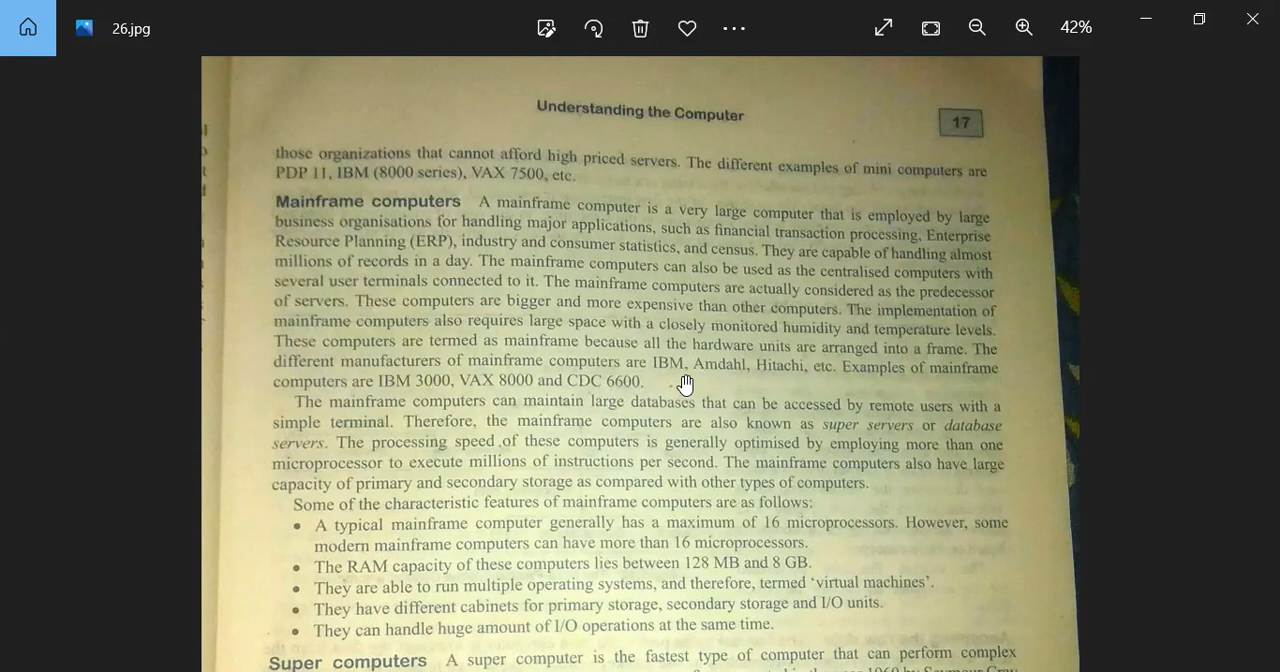 26.jpg
42%
Understanding the Computer
17
those organizations that cannot afford high priced servers. The different examples of mini computers are
PDP 11, IBM (8000 series), VAX 7500, etc.
Mainframe computers A mainframe computer is a very large computer that is employed by large
business organisations for handling major applications, such as financial transaction processing, Enterprise
Resource Planning (ERP), industry and consumer statistics, and census. They are capable of handling almost
millions of records in a day. The mainframe computers can also be used as the centralised computers with
several user terminals connected to it. The mainframe computers are actually considered as the predecessor
of servers. These computers are bigger and more expensive than other computers. The implementation of
mainframe computers also requires large space with a closely monitored humidity and temperature levels.
These computers are termed as mainframe because all the hardware units are arranged into a frame. The
different manufacturers of mainframe computers are IBM, Amdahl, Hitachi, etc. Examples of mainframe
computers are IBM 3000, VAX 8000 and CDC 6600.
The mainframe computers can maintain large databases that can be accessed by remote users with a
simple terminal. Therefore, the mainframe computers are also known as super servers or database
servers. The processing speed of these computers is generally optimised by employing more than one
microprocessor to execute millions of instructions per second. The mainframe computers also have large
capacity of primary and secondary storage as compared with other types of computers.
Some of the characteristic features of mainframe computers are as follows:
• A typical mainframe computer generally has a maximum of 16 microprocessors. However, some
modern mainframe computers can have more than 16 microprocessors.
• The RAM capacity of these computers lies between 128 MB and 8 GB.
• They are able to run multiple operating systems, and therefore, termed 'virtual machines'.
• They have different cabinets for primary storage, secondary storage and I/O units.
• They can handle huge amount of I/O operations at the same time.
Super computers A super computer is the fastest type of computer that can perform complex